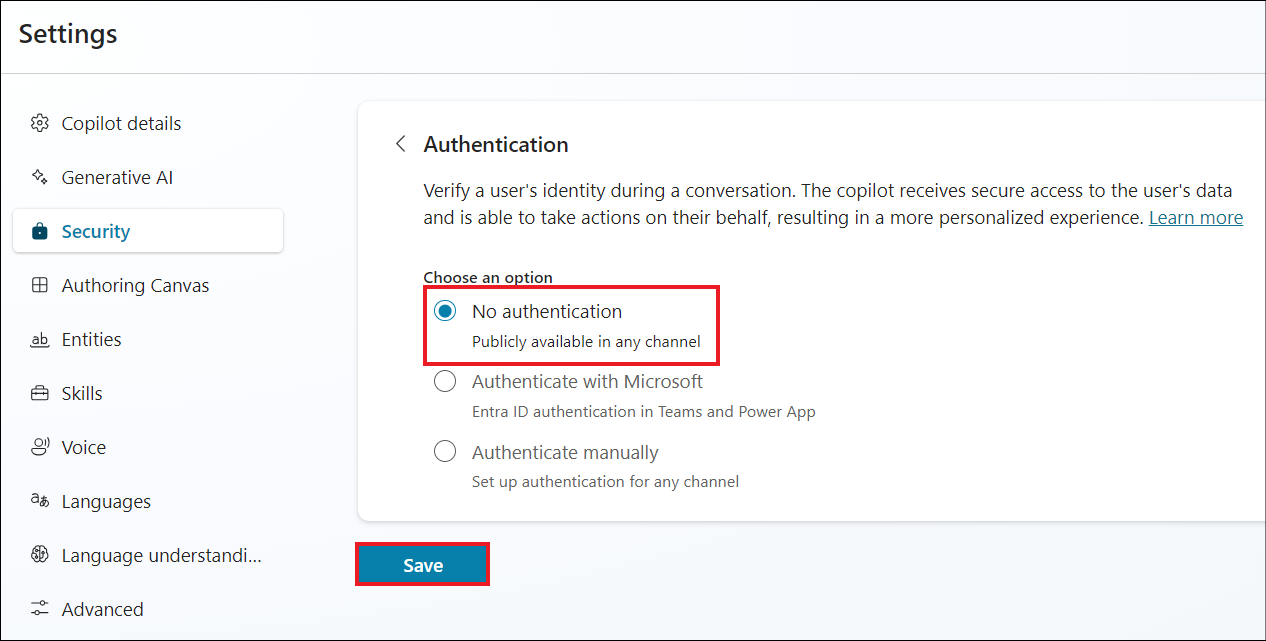 Settings
Copilot details
Generative AI
Security
Authoring Canvas
Entities
Skills
Voice
Languages
Language understandi...
Advanced
Authentication
Verify a user's identity during a conversation. The copilot receives secure access to the user's data
and is able to take actions on their behalf, resulting in a more personalized experience. Learn more
Choose an option
No authentication
Publicly available in any channel
Authenticate with Microsoft
Entra ID authentication in Teams and Power App
Authenticate manually
Set up authentication for any channel
Save